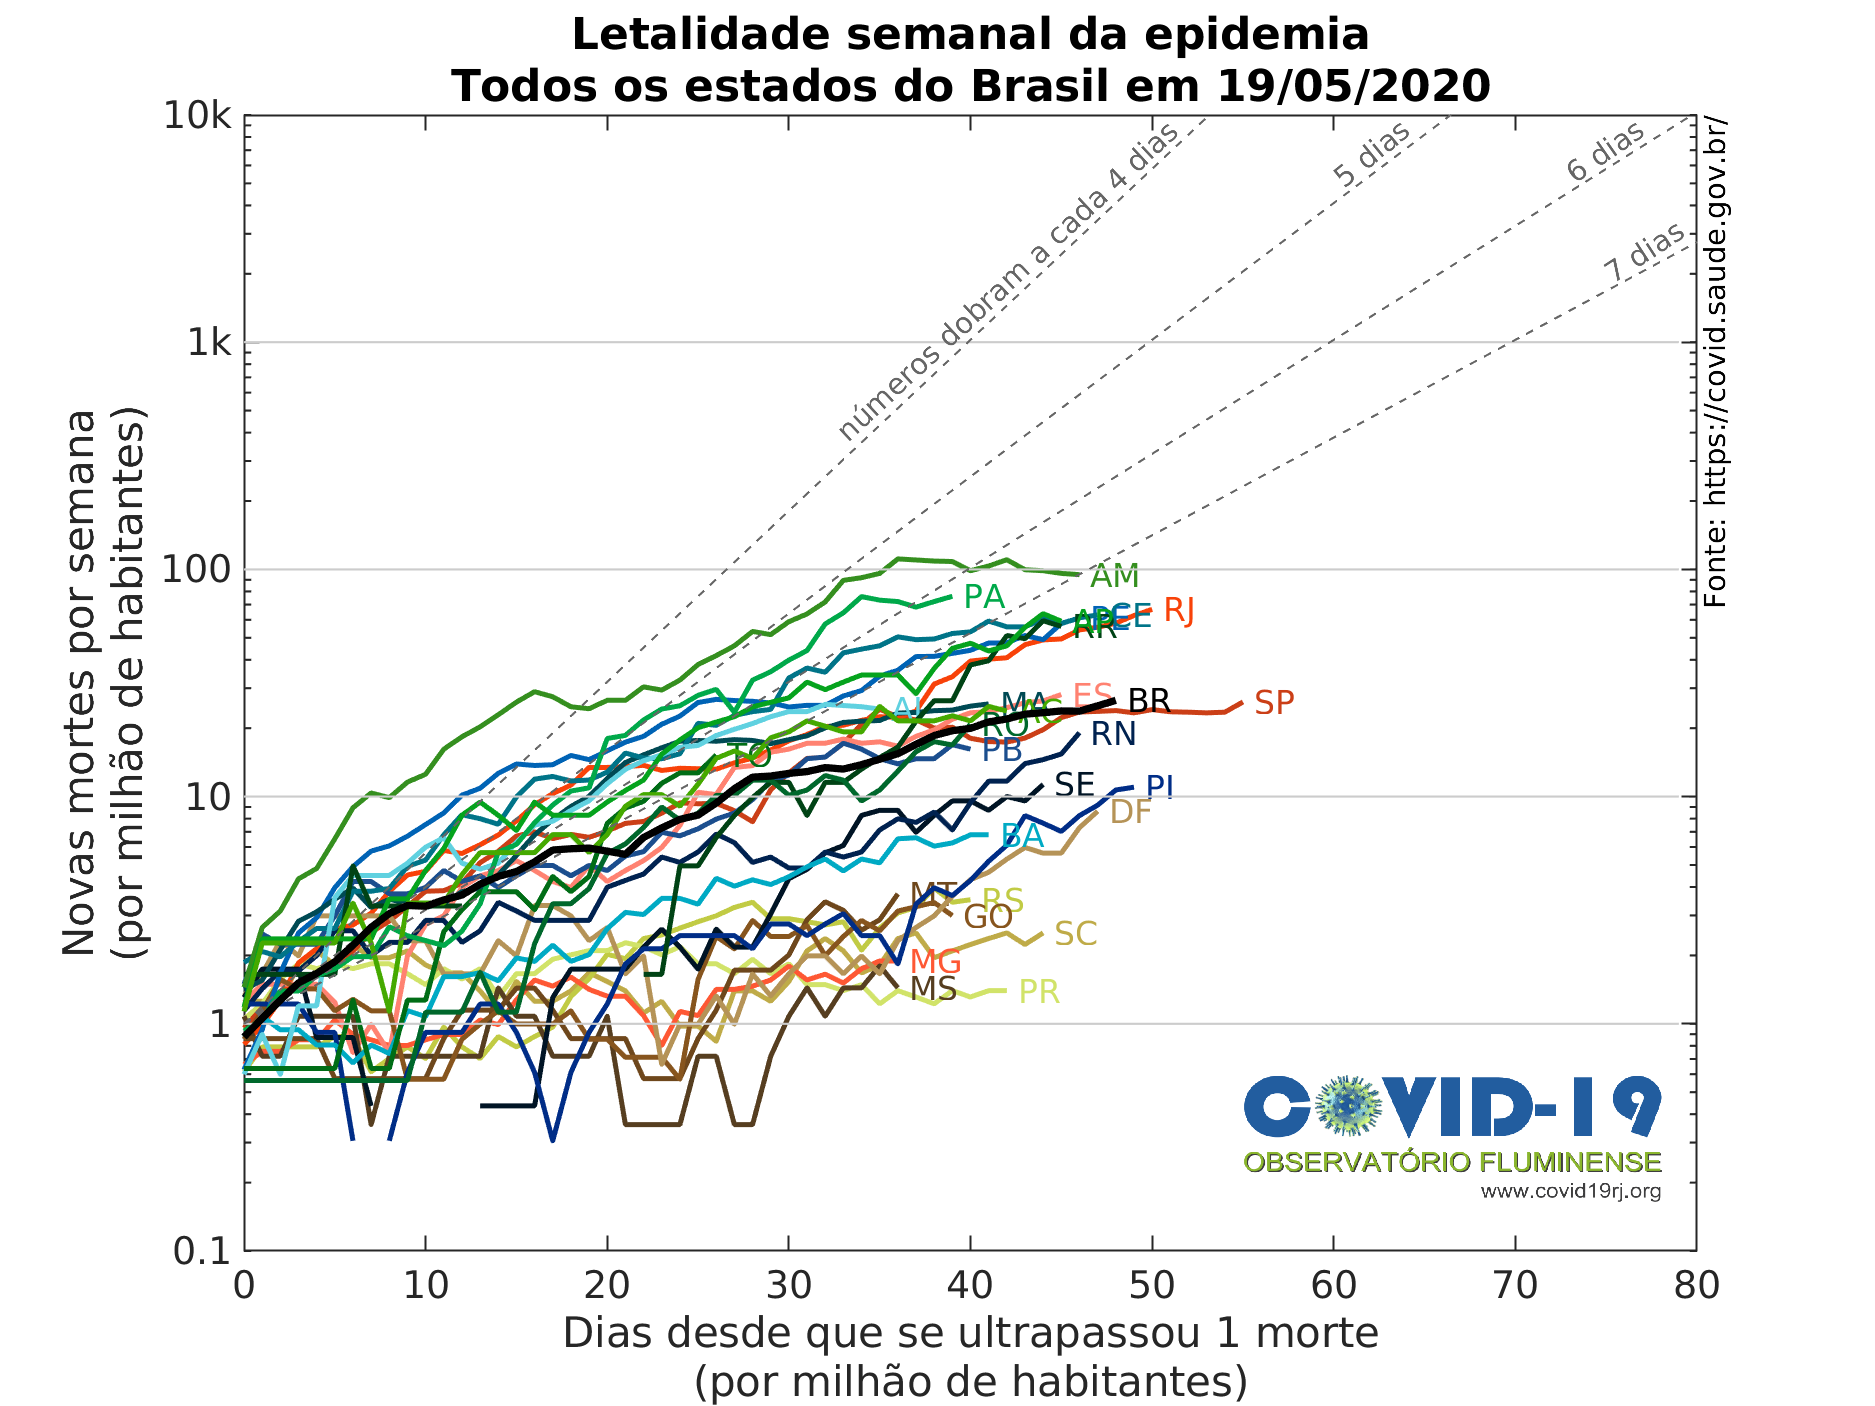 Letalidade semanal da epidemia
Todos os estados do Brasil em 19/05/2020
Novas mortes por semana
(por milhão de habitantes)
10k
1k
100
10
1
0.1
números dobram a cada 4 dias
5 dias
6 dias
7 dias
Fonte: https://covid.saude.gov.br/
AM
PA
CE
PE
RJ
AP
RR
ES
BR
SP
MA
AL
AC
RO
RN
PB
TO
SE
PI
DF
BA
MT
RS
GO
SC
MG
MS
PR
COVID-19
OBSERVATÓRIO FLUMINENSE
www.covid19rj.org
0 10 20 30 40 50 60 70 80
Dias desde que se ultrapassou 1 morte
(por milhão de habitantes)